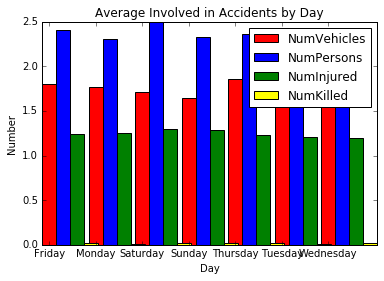 Average Involved in Accidents by Day
2.5
2.0
1.5
1.0
0.5
0.0
Number
NumVehicles
NumPersons
NumInjured
NumKilled
Friday Monday Saturday Sunday Thursday Tuesday Wednesday
Day